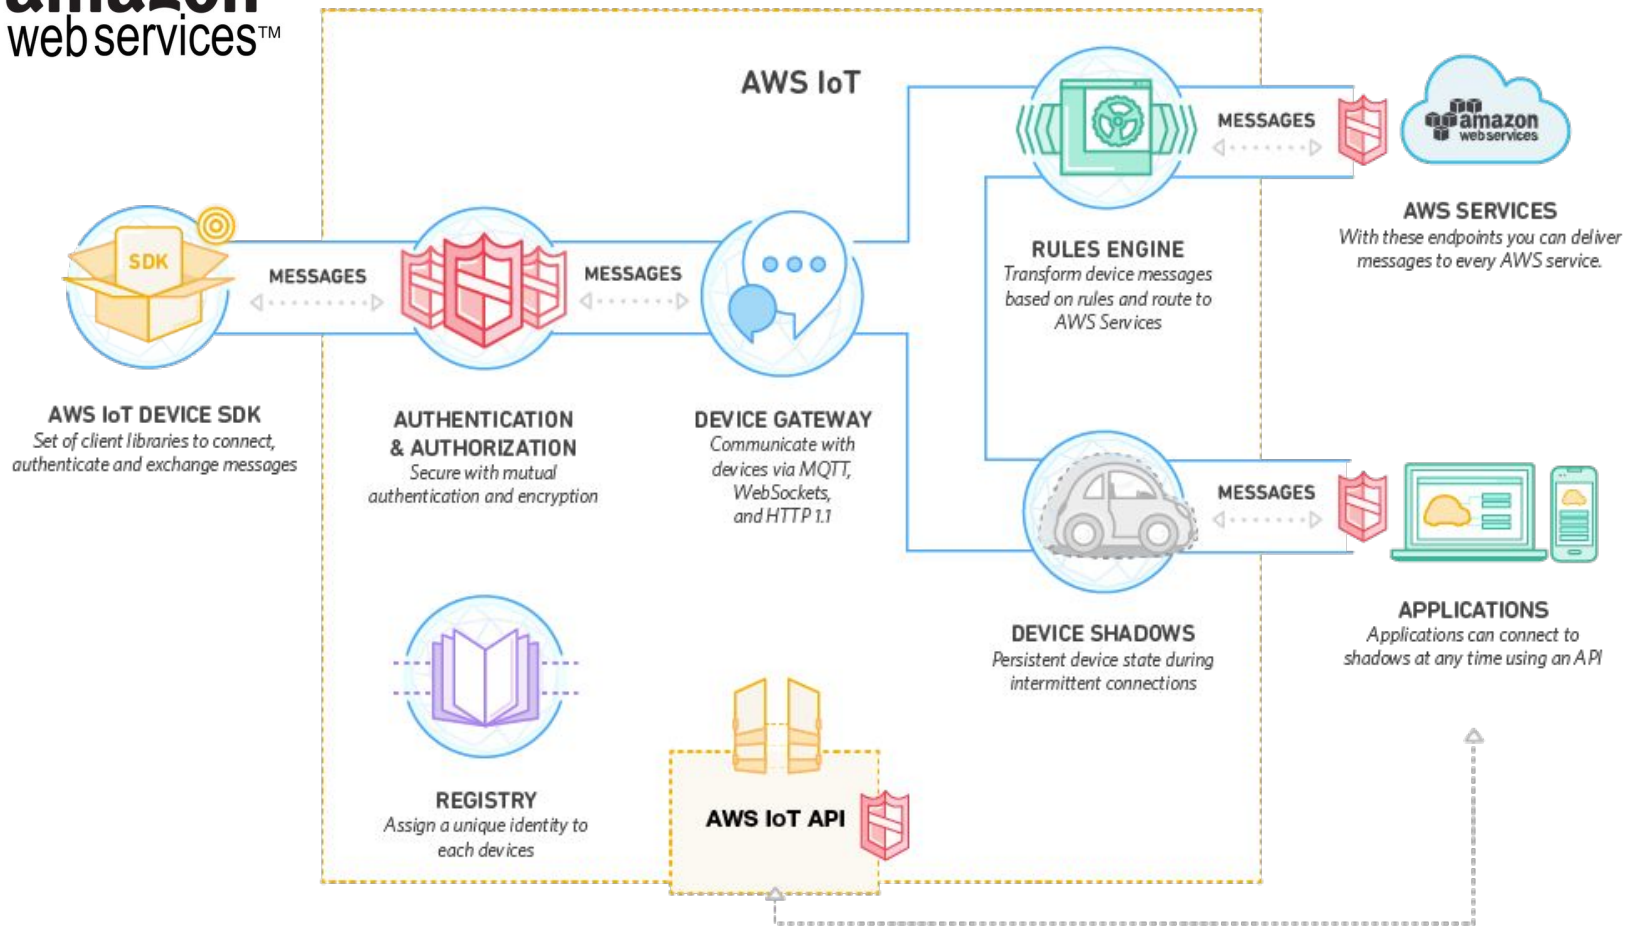 amazon
web services™
AWS IoT
SDK
MESSAGES
MESSAGES
MESSAGES
amazon
web services
AWS SERVICES
With these endpoints you can deliver
messages to every AWS service.
RULES ENGINE
Transform device messages
based on rules and route to
AWS Services
AWS IoT DEVICE SDK
Set of client libraries to connect,
authenticate and exchange messages
AUTHENTICATION
& AUTHORIZATION
Secure with mutual
authentication and encryption
DEVICE GATEWAY
Communicate with
devices via MQTT,
WebSockets,
and HTTP 1.1
MESSAGES
DEVICE SHADOWS
Persistent device state during
intermittent connections
APPLICATIONS
Applications can connect to
shadows at any time using an API
REGISTRY
Assign a unique identity to
each devices
AWS IoT API